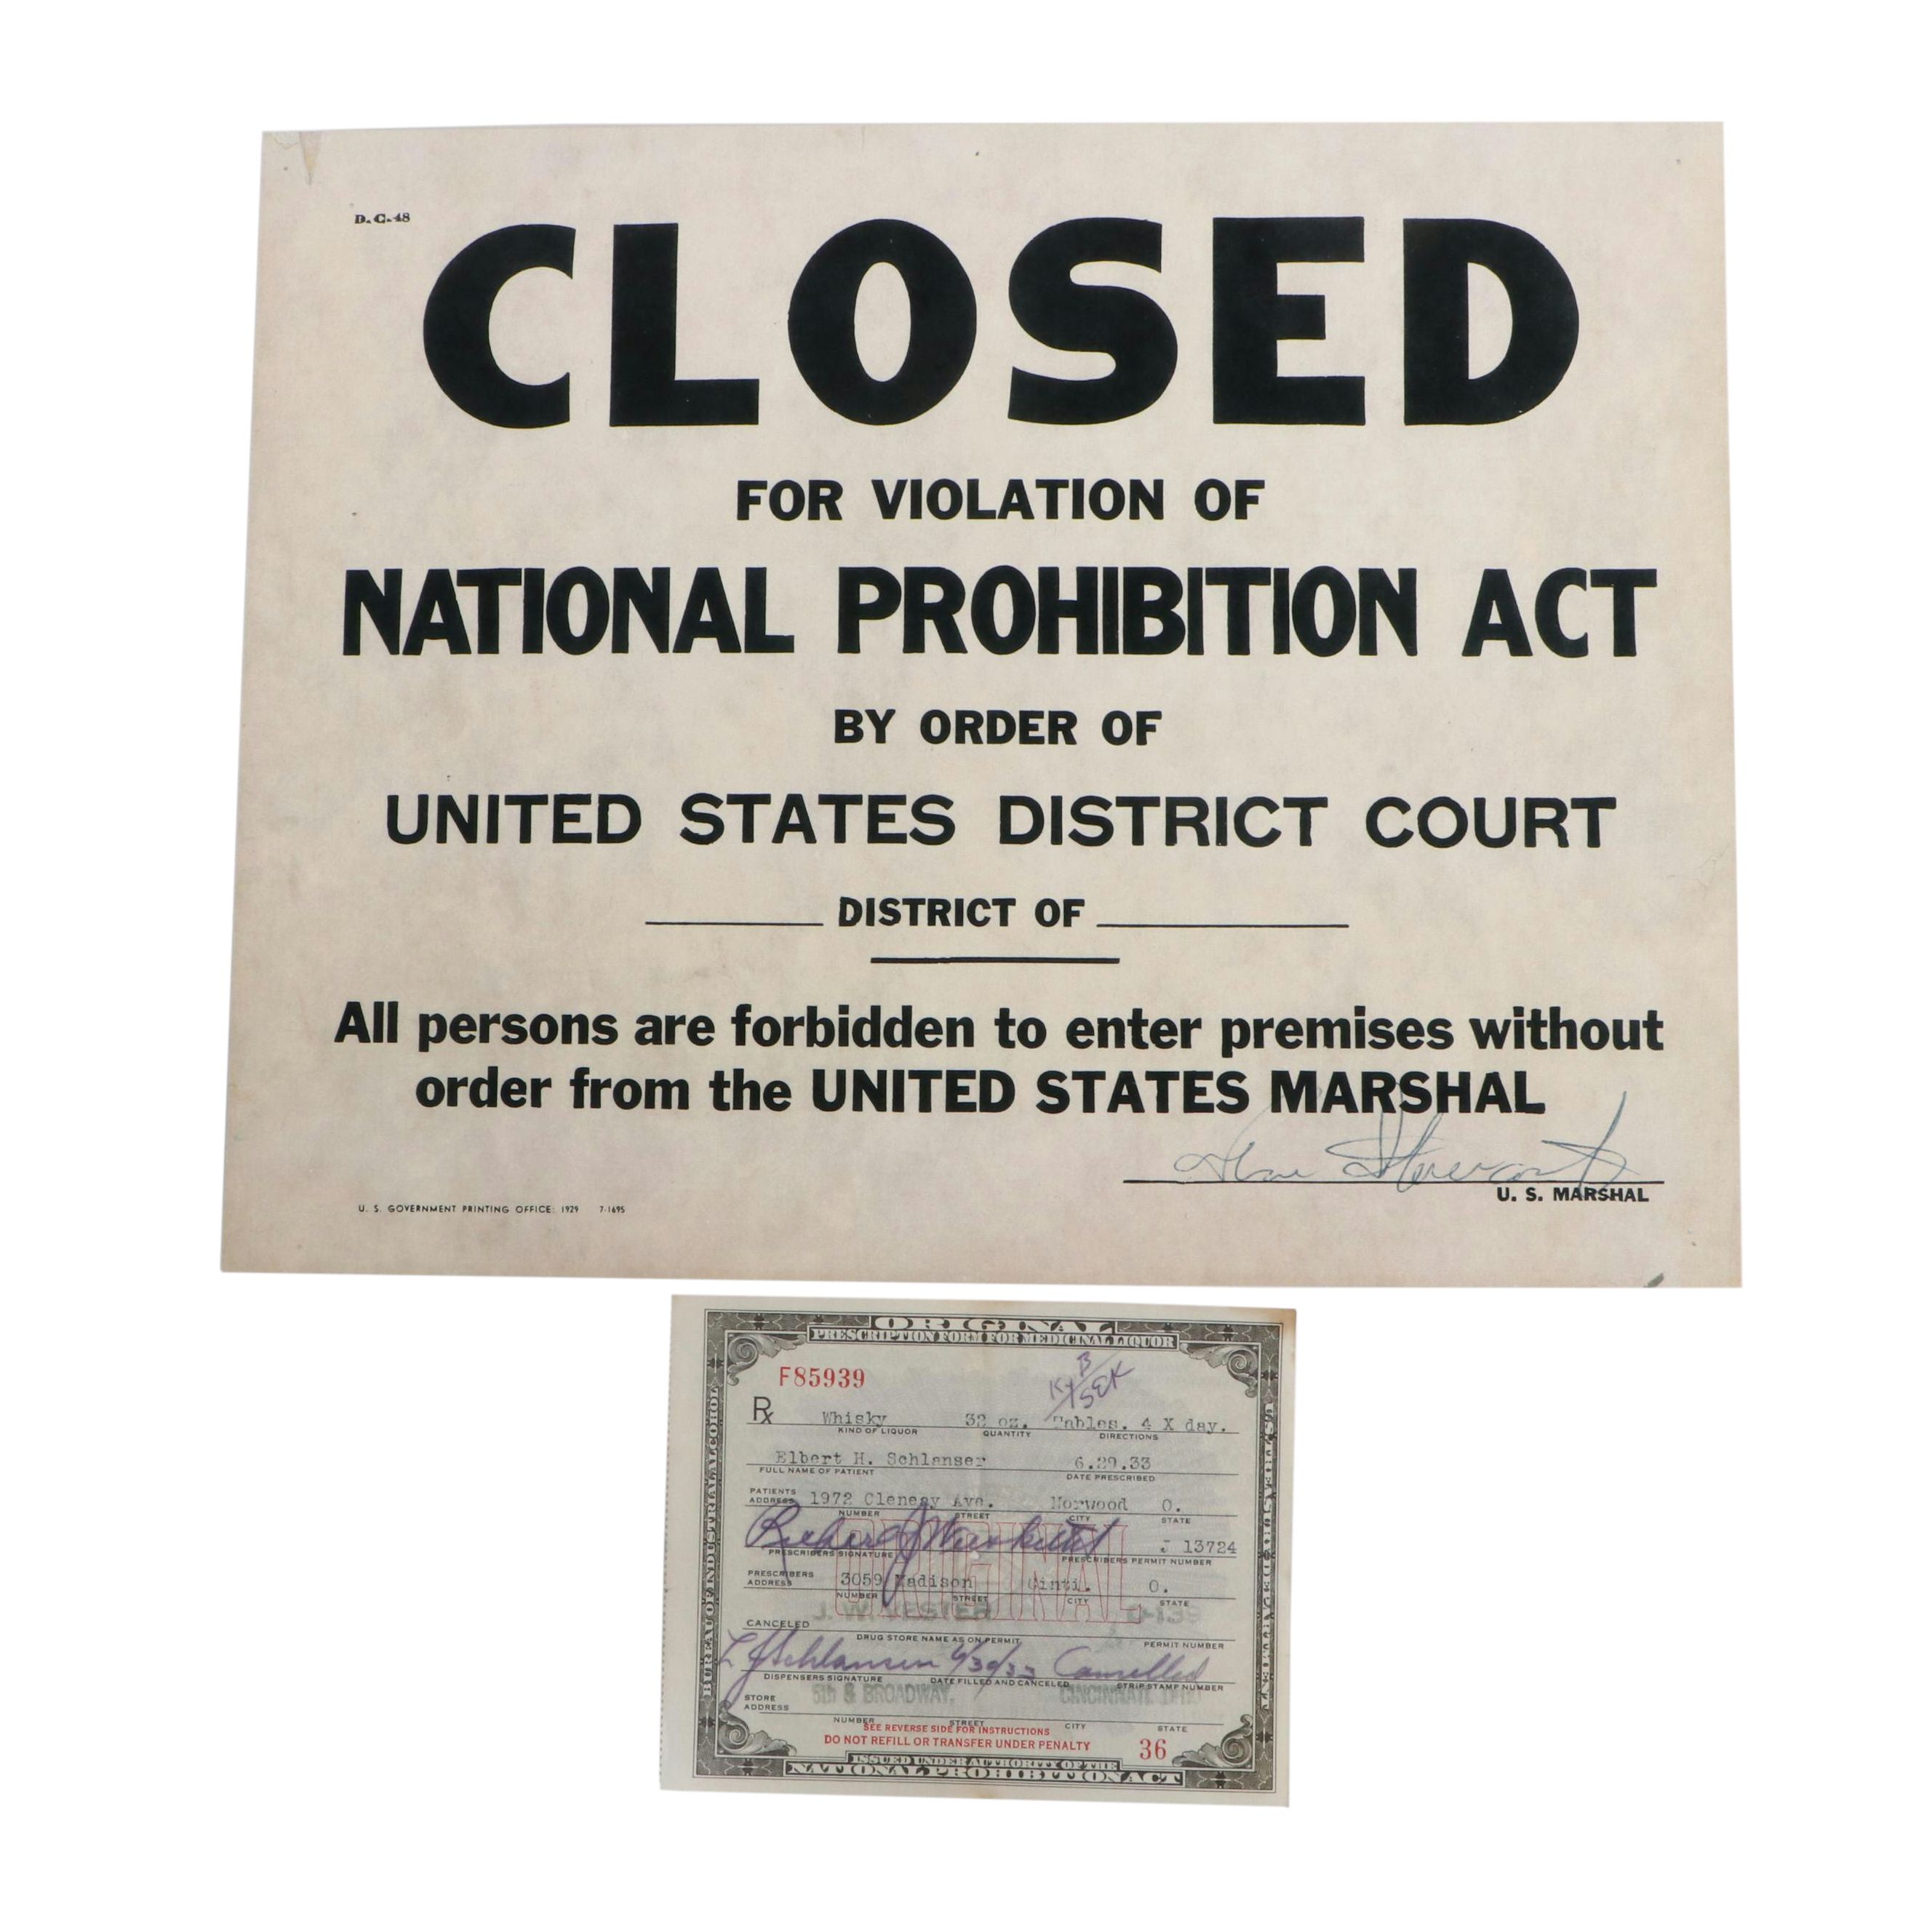 D.C.48
CLOSED
FOR VIOLATION OF
NATIONAL PROHIBITION ACT
BY ORDER OF
UNITED STATES DISTRICT COURT
DISTRICT OF
All persons are forbidden to enter premises without
order from the UNITED STATES MARSHAL
U. S. MARSHAL
U. S. GOVERNMENT PRINTING OFFICE: 1929 7-1695
ORIGINAL
PRESCRIPTION FORM FOR MEDICINAL LIQUOR
F85939
Rx Whisky 32 oz. Tables. 4 X day.
KIND OF LIQUOR QUANTITY DIRECTIONS
Elbert H. Schlanser 6.29.33
FULL NAME OF PATIENT DATE PRESCRIBED
PATIENTS
ADDRESS 1972 Cleneay Ave. Norwood O.
NUMBER STREET CITY STATE
ORIGINAL
J 13724
PRESCRIBERS SIGNATURE PRESCRIBERS PERMIT NUMBER
PRESCRIBERS
ADDRESS 3059 Madison Cinti. O.
NUMBER STREET CITY STATE
J. W. VESTER
CANCELED
DRUG STORE NAME AS ON PERMIT PERMIT NUMBER
6/30/33 Cancelled
DISPENSERS SIGNATURE DATE FILLED AND CANCELED STRIP STAMP NUMBER
STORE
ADDRESS 5th & BROADWAY, CINCINNATI, OHIO
NUMBER STREET CITY STATE
SEE REVERSE SIDE FOR INSTRUCTIONS
DO NOT REFILL OR TRANSFER UNDER PENALTY 36
ISSUED UNDER AUTHORITY OF THE
NATIONAL PROHIBITION ACT
BUREAU OF INDUSTRIAL ALCOHOL